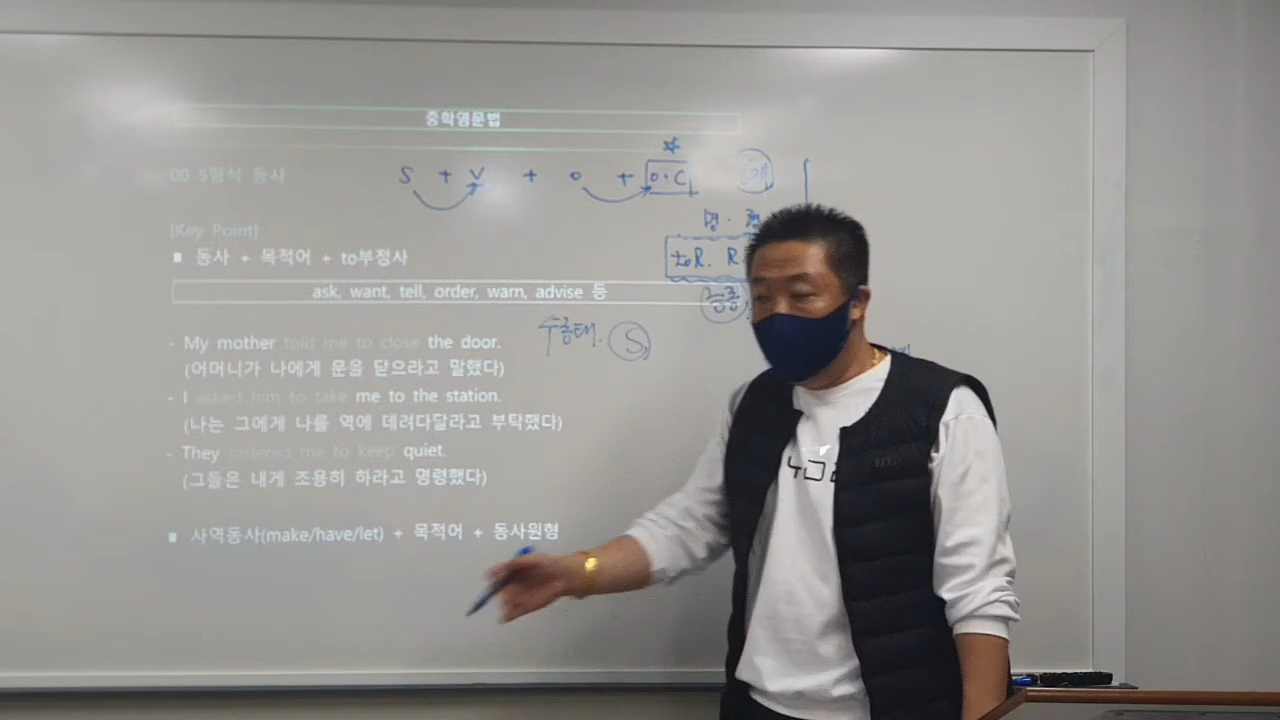 중학영문법
00 5형식 동사
S + V + O + O.C
[Key Point]
명 · 형
■ 동사 + 목적어 + to부정사
toR. R
ask, want, tell, order, warn, advise 등
능동
수동태. S,
- My mother told me to close the door.
(어머니가 나에게 문을 닫으라고 말했다)
- I asked him to take me to the station.
(나는 그에게 나를 역에 데려다달라고 부탁했다)
- They ordered me to keep quiet.
(그들은 내게 조용히 하라고 명령했다)
■ 사역동사(make/have/let) + 목적어 + 동사원형